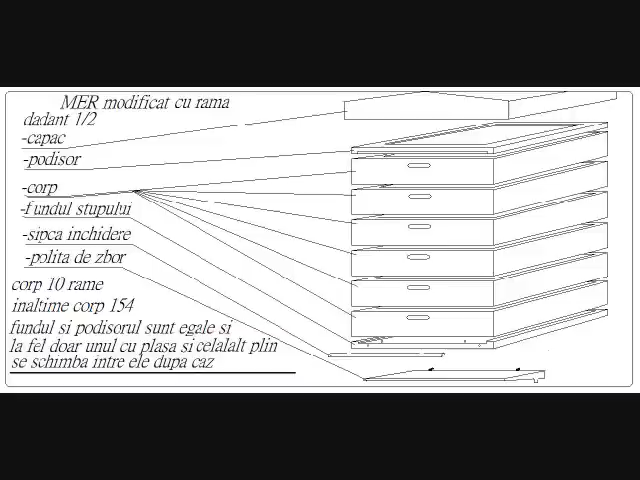 MER modificat cu rama
dadant 1/2
-capac
-podisor
-corp
-fundul stupului
-sipca inchidere
-polita de zbor
corp 10 rame
inaltime corp 154
fundul si podisorul sunt egale si
la fel doar unul cu plasa si celalalt plin
se schimba intre ele dupa caz